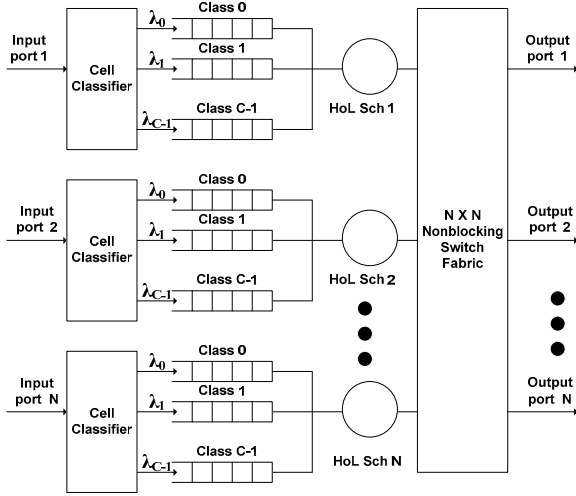 Input
port 1
Cell
Classifier
λ0
Class 0
λ1
Class 1
λC-1
Class C-1
HoL Sch 1
Output
port 1
Input
port 2
Cell
Classifier
λ0
Class 0
λ1
Class 1
λC-1
Class C-1
HoL Sch 2
N X N
Nonblocking
Switch
Fabric
Output
port 2
Input
port N
Cell
Classifier
λ0
Class 0
λ1
Class 1
λC-1
Class C-1
HoL Sch N
Output
port N